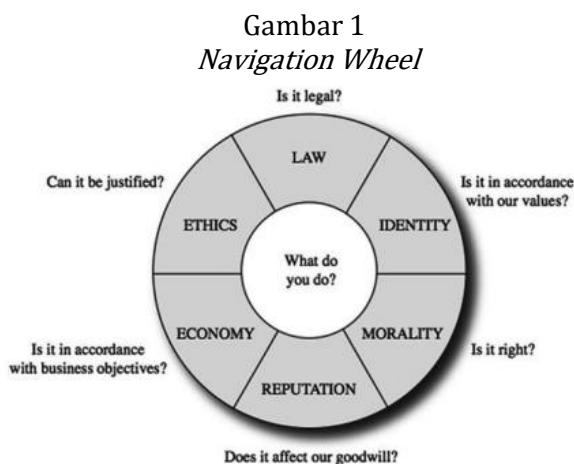 Gambar 1
Navigation Wheel
Is it legal?
LAW
Can it be justified?
Is it in accordance
with our values?
ETHICS
IDENTITY
What do
you do?
ECONOMY
MORALITY
Is it in accordance
with business objectives?
Is it right?
REPUTATION
Does it affect our goodwill?